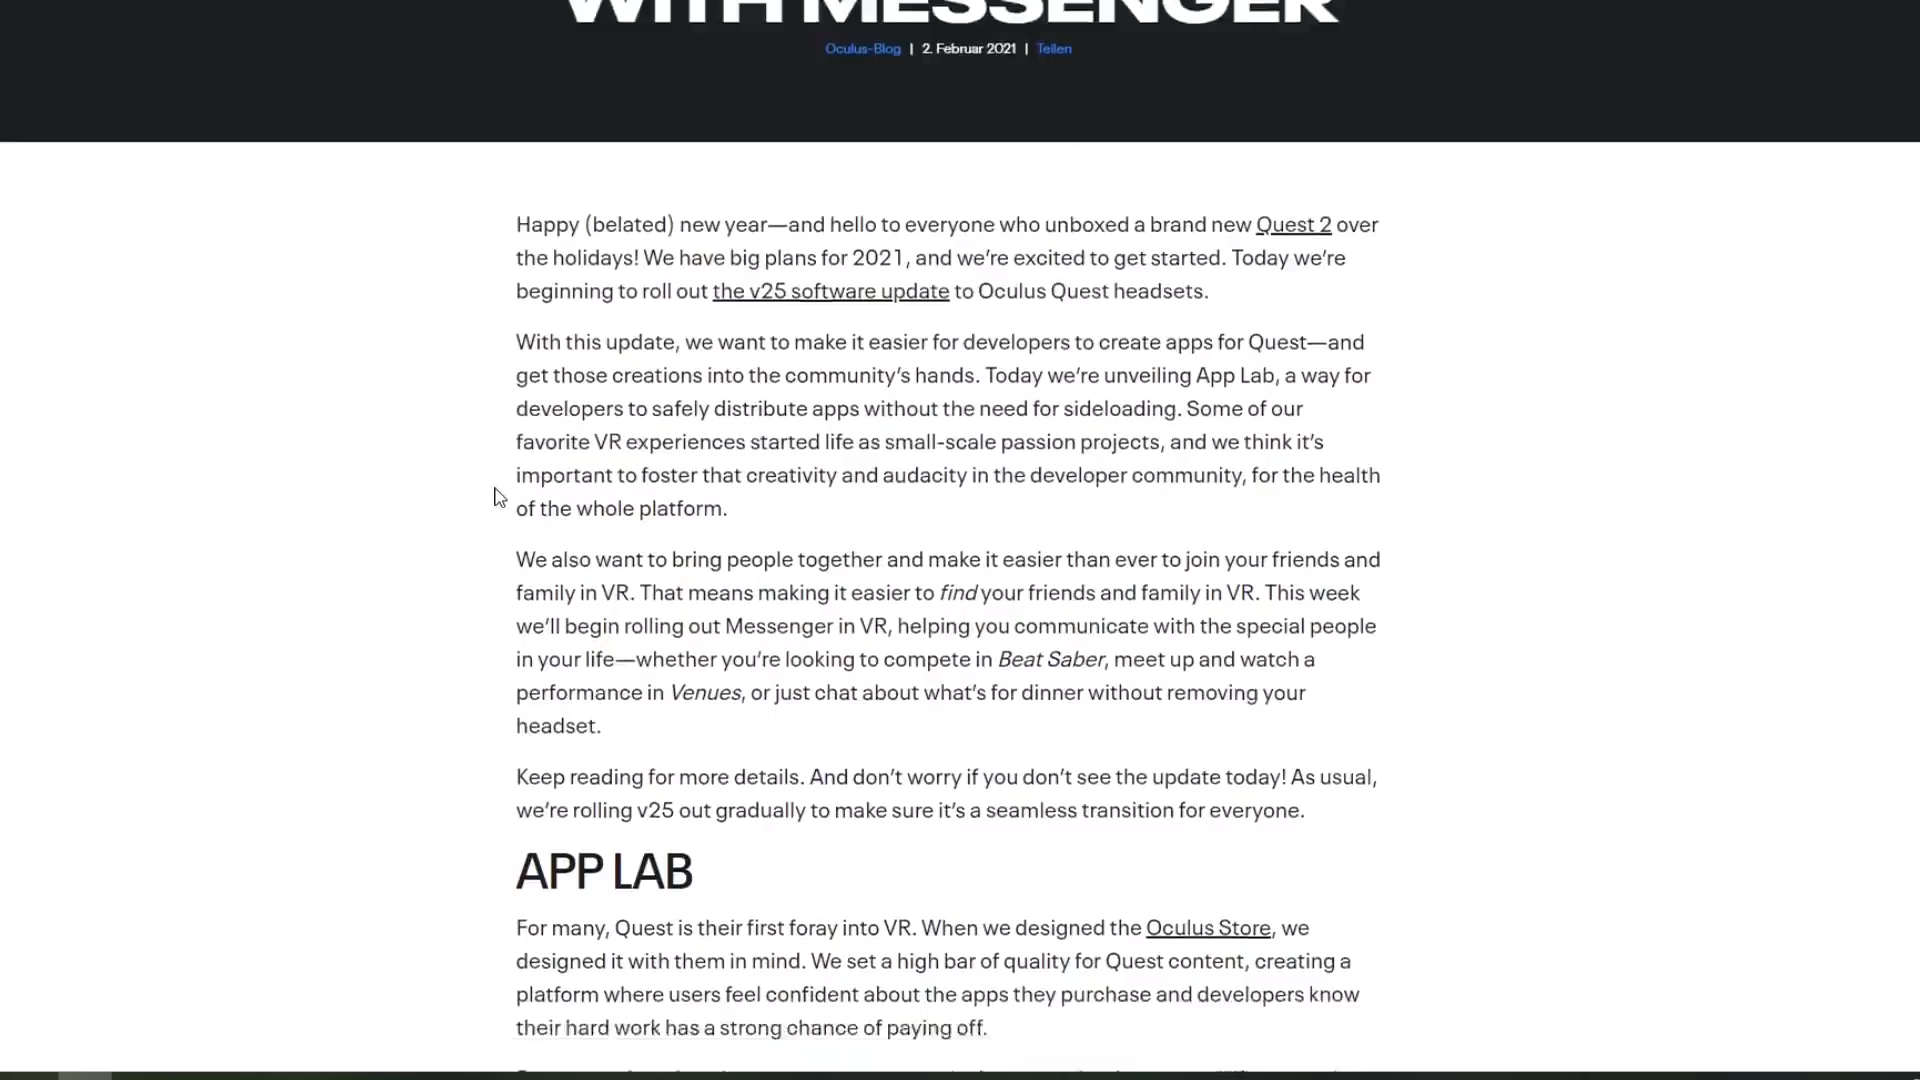 WITH MESSENGER
Oculus-Blog | 2. Februar 2021 | Teilen
Happy (belated) new year—and hello to everyone who unboxed a brand new Quest 2 over
the holidays! We have big plans for 2021, and we’re excited to get started. Today we’re
beginning to roll out the v25 software update to Oculus Quest headsets.
With this update, we want to make it easier for developers to create apps for Quest—and
get those creations into the community’s hands. Today we’re unveiling App Lab, a way for
developers to safely distribute apps without the need for sideloading. Some of our
favorite VR experiences started life as small-scale passion projects, and we think it’s
important to foster that creativity and audacity in the developer community, for the health
of the whole platform.
We also want to bring people together and make it easier than ever to join your friends and
family in VR. That means making it easier to find your friends and family in VR. This week
we’ll begin rolling out Messenger in VR, helping you communicate with the special people
in your life—whether you’re looking to compete in Beat Saber, meet up and watch a
performance in Venues, or just chat about what’s for dinner without removing your
headset.
Keep reading for more details. And don’t worry if you don’t see the update today! As usual,
we’re rolling v25 out gradually to make sure it’s a seamless transition for everyone.
APP LAB
For many, Quest is their first foray into VR. When we designed the Oculus Store, we
designed it with them in mind. We set a high bar of quality for Quest content, creating a
platform where users feel confident about the apps they purchase and developers know
their hard work has a strong chance of paying off.